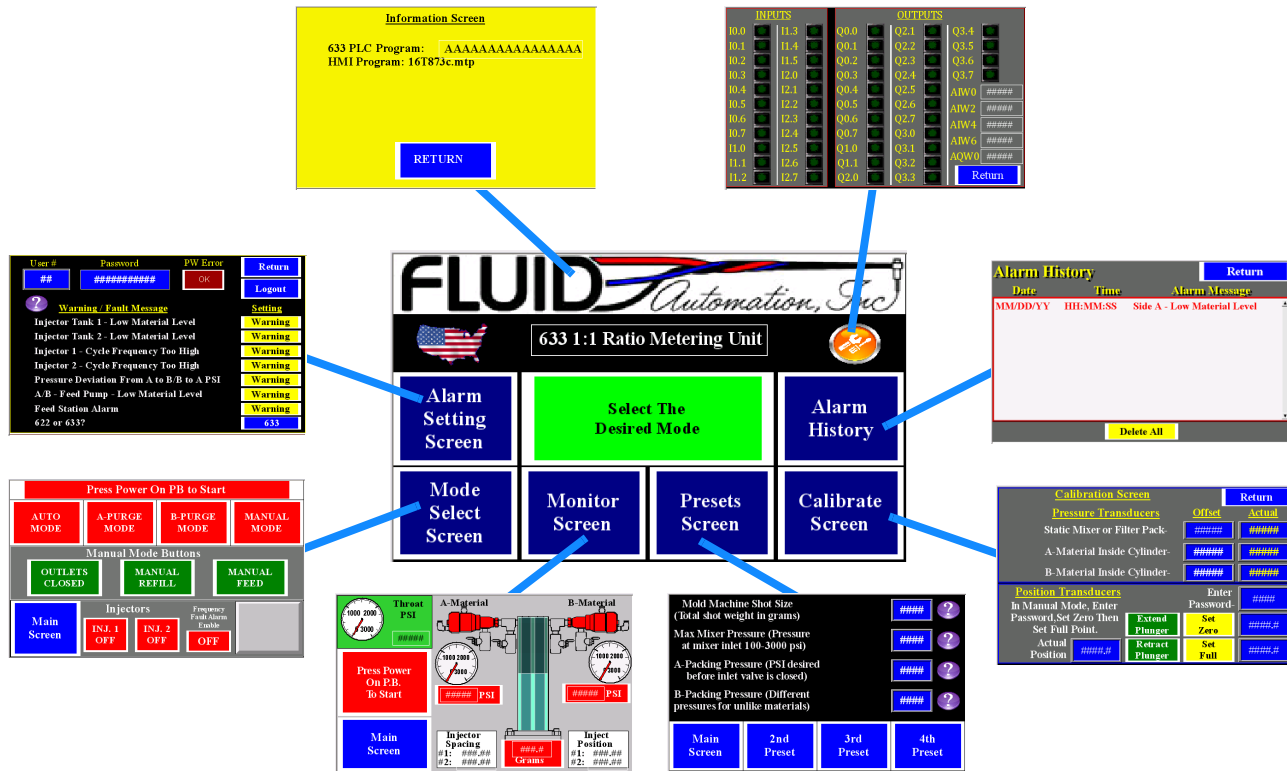 Information Screen
633 PLC Program: AAAAAAAAAAAAAAAA
HMI Program: 16T873c.mtp
RETURN
INPUTS OUTPUTS
I0.0 I1.3 Q0.0 Q2.1 Q3.4
I0.1 I1.4 Q0.1 Q2.2 Q3.5
I0.2 I1.5 Q0.2 Q2.3 Q3.6
I0.3 I2.0 Q0.3 Q2.4 Q3.7
I0.4 I2.1 Q0.4 Q2.5 AIW0 #####
I0.5 I2.2 Q0.5 Q2.6 AIW2 #####
I0.6 I2.3 Q0.6 Q2.7 AIW4 #####
I0.7 I2.4 Q0.7 Q3.0 AIW6 #####
I1.0 I2.5 Q1.0 Q3.1 AQW0 #####
I1.1 I2.6 Q1.1 Q3.2
I1.2 I2.7 Q2.0 Q3.3
Return
User # Password PW Error
## ########### OK
Return
Logout
?
Warning / Fault Message Setting
Injector Tank 1 - Low Material Level Warning
Injector Tank 2 - Low Material Level Warning
Injector 1 - Cycle Frequency Too High Warning
Injector 2 - Cycle Frequency Too High Warning
Pressure Deviation From A to B/B to A PSI Warning
A/B - Feed Pump - Low Material Level Warning
Feed Station Alarm Warning
622 or 633? 633
FLUID
Automation, Inc
633 1:1 Ratio Metering Unit
Alarm
Setting
Screen
Select The
Desired Mode
Alarm
History
Mode
Select
Screen
Monitor
Screen
Presets
Screen
Calibrate
Screen
Alarm History
Return
Date Time Alarm Message
MM/DD/YY HH:MM:SS Side A - Low Material Level
Delete All
Press Power On PB to Start
AUTO
MODE
A-PURGE
MODE
B-PURGE
MODE
MANUAL
MODE
Manual Mode Buttons
OUTLETS
CLOSED
MANUAL
REFILL
MANUAL
FEED
Main
Screen
Injectors
INJ. 1
OFF
INJ. 2
OFF
Frequency
Fault Alarm
Enable
OFF
Calibration Screen
Return
Pressure Transducers Offset Actual
Static Mixer or Filter Pack- ##### #####
A-Material Inside Cylinder- ##### #####
B-Material Inside Cylinder- ##### #####
Position Transducers
In Manual Mode, Enter
Password,Set Zero Then
Set Full Point.
Enter
Password- ####
Extend
Plunger
Set
Zero
####.#
Actual
Position
####.#
Retract
Plunger
Set
Full
####.#
1000 2000
0 3000
Throat
PSI
#####
Press Power
On P.B.
To Start
Main
Screen
A-Material
B-Material
1000 2000
0 3000
##### PSI
1000 2000
0 3000
##### PSI
Injector
Spacing
#1: ###.##
#2: ###.##
###.#
Grams
Inject
Position
#1: ###.##
#2: ###.##
Mold Machine Shot Size
(Total shot weight in grams)
#### ?
Max Mixer Pressure (Pressure
at mixer inlet 100-3000 psi)
#### ?
A-Packing Pressure (PSI desired
before inlet valve is closed)
#### ?
B-Packing Pressure (Different
pressures for unlike materials)
#### ?
Main
Screen
2nd
Preset
3rd
Preset
4th
Preset